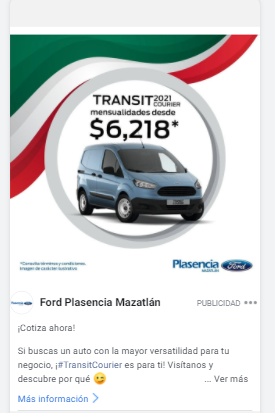 TRANSIT 2021
COURIER
mensualidades desde
$6,218*
*Consulta términos y condiciones.
Imagen de carácter ilustrativo
Plasencia Ford
MAZATLÁN
Ford Plasencia Mazatlán
PUBLICIDAD •••
¡Cotiza ahora!
Si buscas un auto con la mayor versatilidad para tu
negocio, ¡#TransitCourier es para ti! Visítanos y
descubre por qué 😉 ... Ver más
Más información >